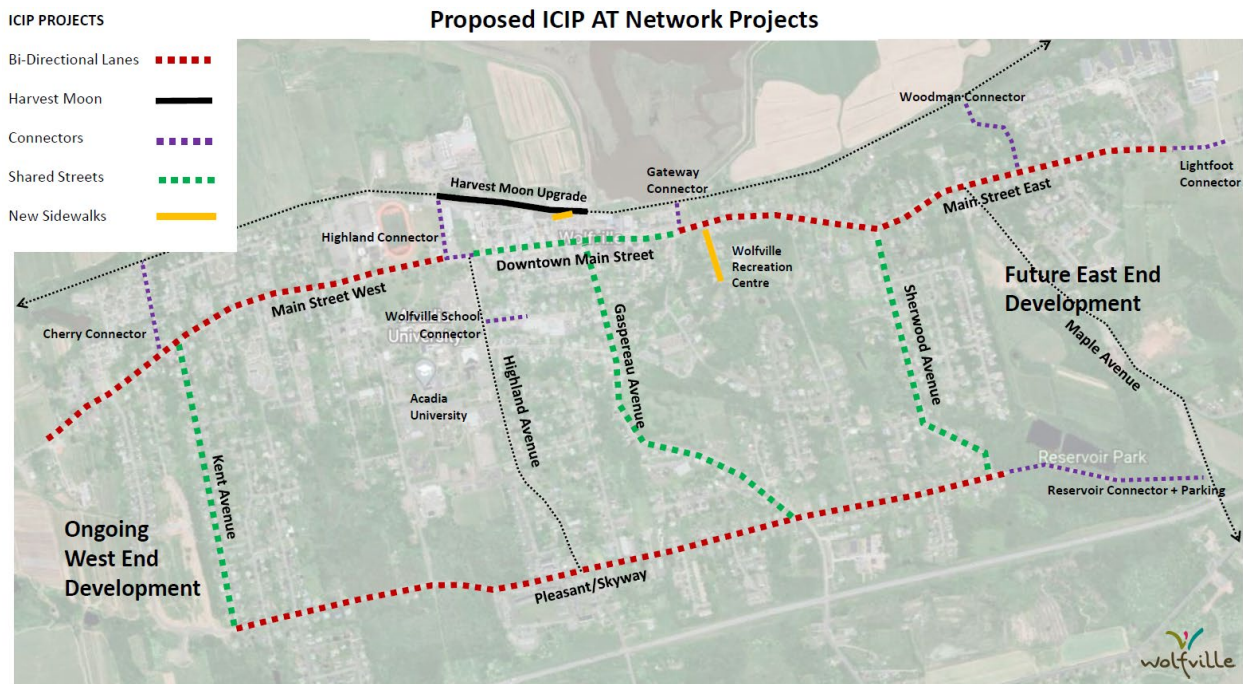 Proposed ICIP AT Network Projects
ICIP PROJECTS
Bi-Directional Lanes
Harvest Moon
Connectors
Shared Streets
New Sidewalks
Woodman Connector
Lightfoot
Connector
Gateway
Connector
Harvest Moon Upgrade
Main Street East
Highland Connector
Wolfville
Downtown Main Street
Wolfville
Recreation
Centre
Future East End
Development
Main Street West
Cherry Connector
Wolfville School
Connector
University
Gaspereau Avenue
Sherwood Avenue
Maple Avenue
Highland Avenue
Acadia
University
Kent Avenue
Reservoir Park
Reservoir Connector + Parking
Ongoing
West End
Development
Pleasant/Skyway
wolfville